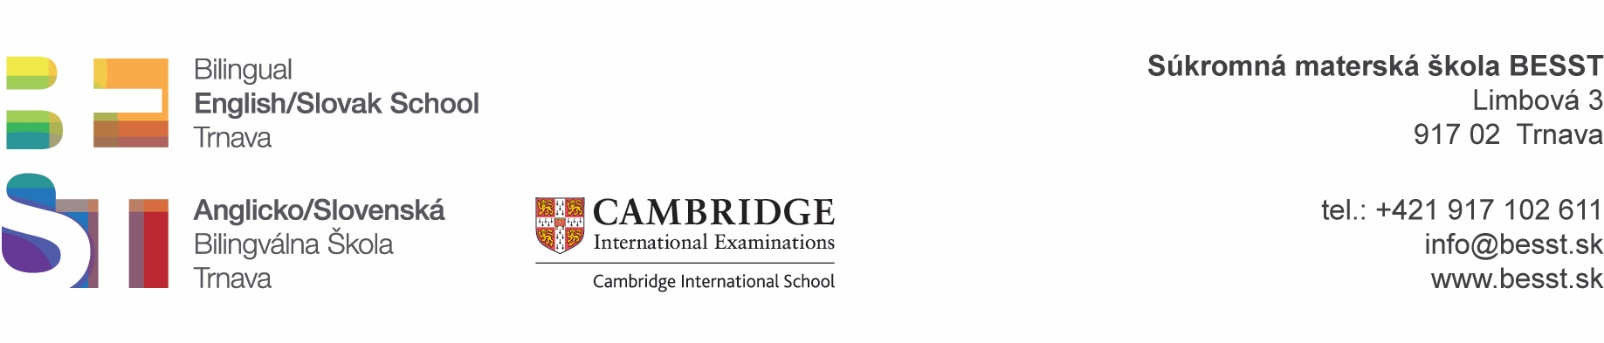 BEŠST
Bilingual
English/Slovak School
Trnava
Anglicko/Slovenská
Bilingválna Škola
Trnava
CAMBRIDGE
International Examinations
Cambridge International School
Súkromná materská škola BESST
Limbová 3
917 02 Trnava
tel.: +421 917 102 611
info@besst.sk
www.besst.sk